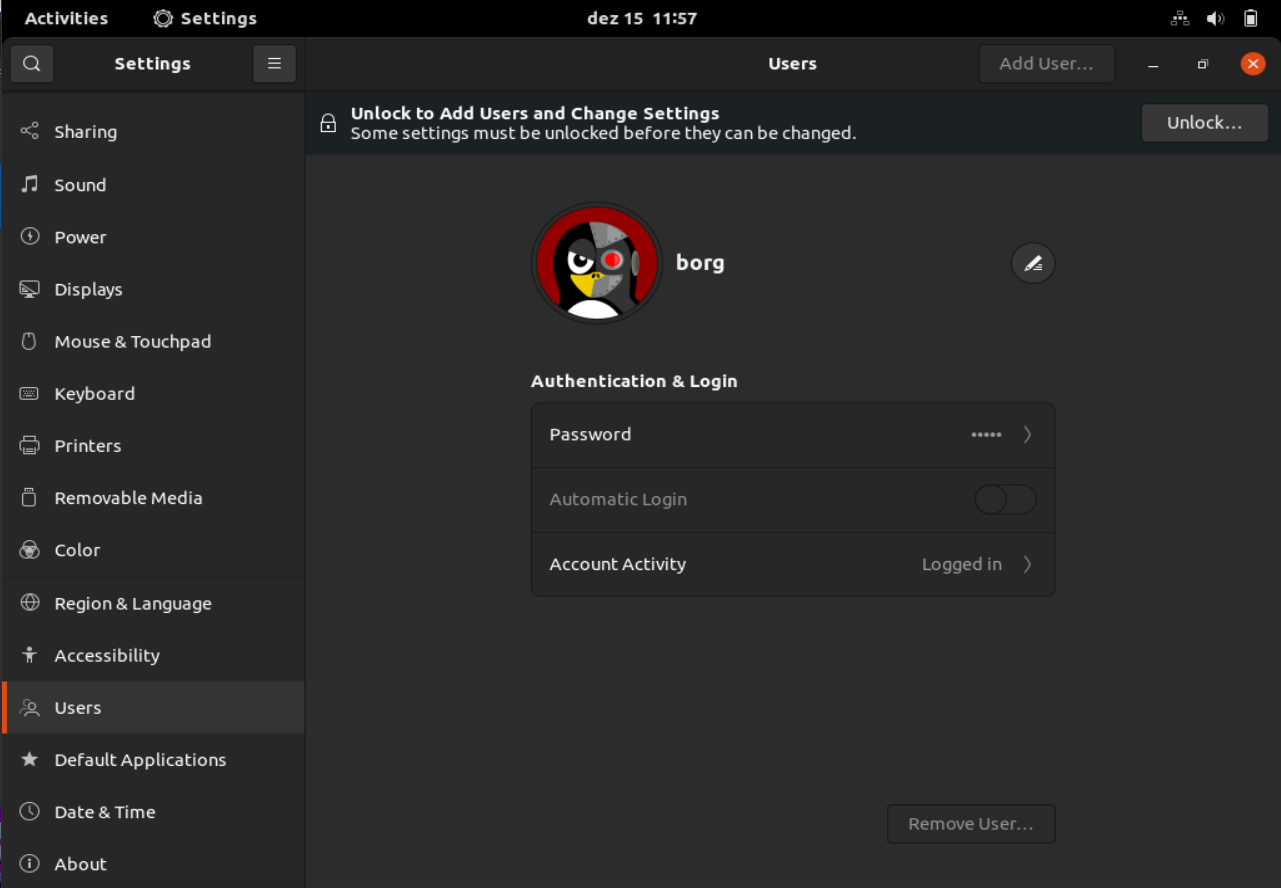 Activities
Settings
dez 15 11:57
Settings
Users
Add User...
Unlock to Add Users and Change Settings
Some settings must be unlocked before they can be changed.
Unlock...
Sharing
Sound
Power
Displays
Mouse & Touchpad
Keyboard
Printers
Removable Media
Color
Region & Language
Accessibility
Users
Default Applications
Date & Time
About
borg
Authentication & Login
Password •••••
Automatic Login
Account Activity Logged in
Remove User...